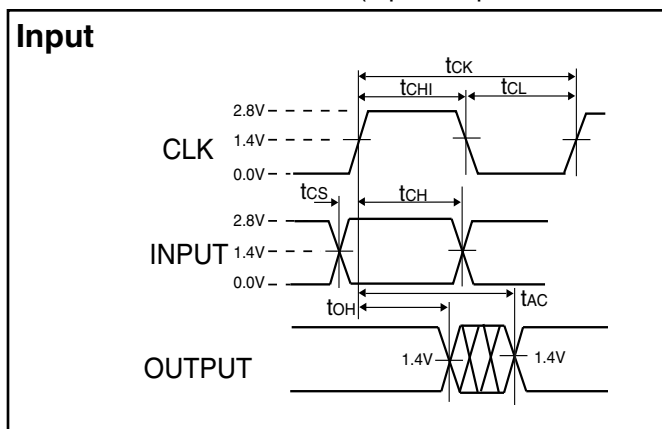 Input
tCK
tCHI tCL
2.8V
CLK 1.4V
0.0V
tCS tCH
2.8V
INPUT 1.4V
0.0V
tOH tAC
1.4V 1.4V
OUTPUT